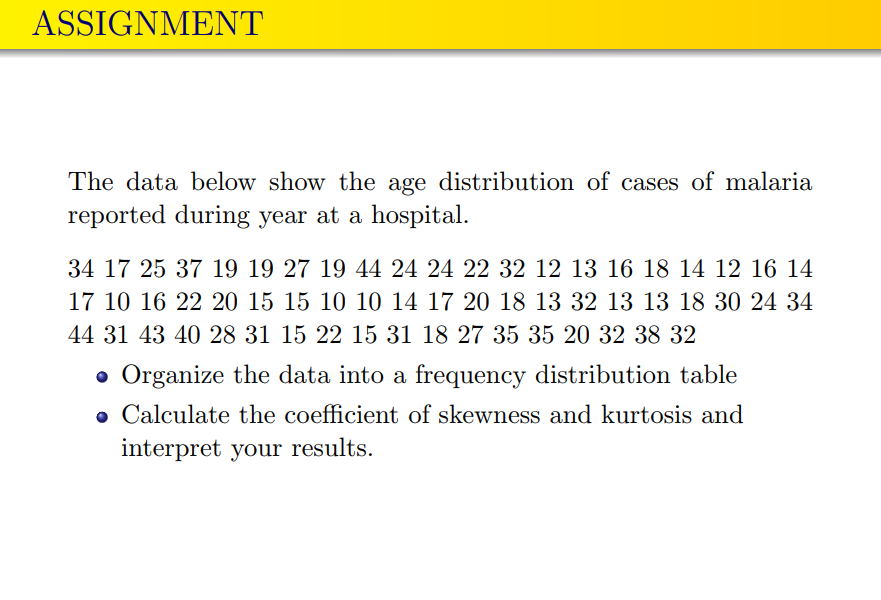 ASSIGNMENT
The data below show the age distribution of cases of malaria
reported during year at a hospital.
34 17 25 37 19 19 27 19 44 24 24 22 32 12 13 16 18 14 12 16 14
17 10 16 22 20 15 15 10 10 14 17 20 18 13 32 13 13 18 30 24 34
44 31 43 40 28 31 15 22 15 31 18 27 35 35 20 32 38 32
Organize the data into a frequency distribution table
Calculate the coefficient of skewness and kurtosis and
interpret your results.